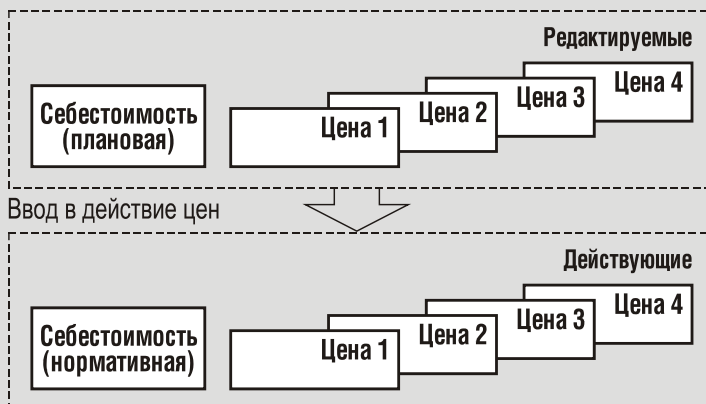 Редактируемые
Себестоимость
(плановая)
Цена 1
Цена 2
Цена 3
Цена 4
Ввод в действие цен
Действующие
Себестоимость
(нормативная)
Цена 1
Цена 2
Цена 3
Цена 4